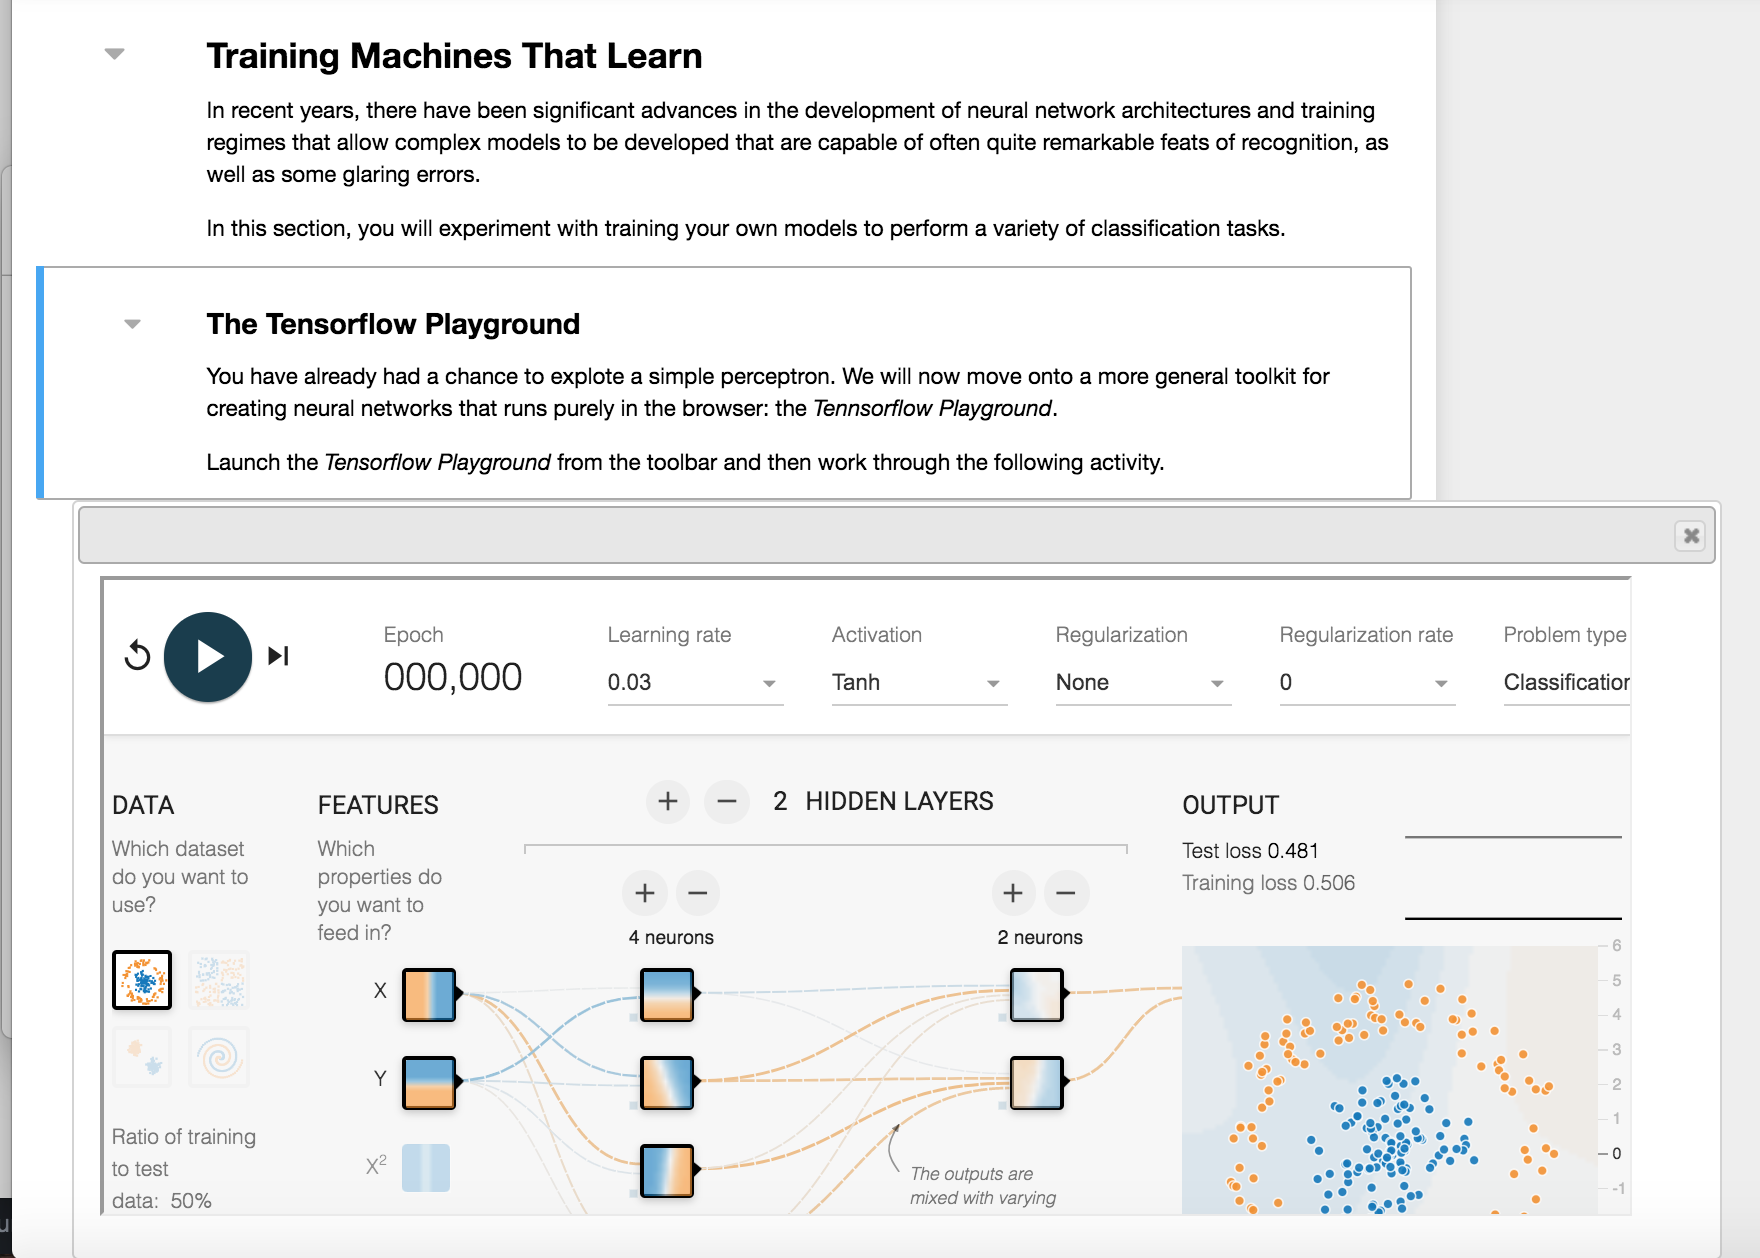 Training Machines That Learn
In recent years, there have been significant advances in the development of neural network architectures and training
regimes that allow complex models to be developed that are capable of often quite remarkable feats of recognition, as
well as some glaring errors.
In this section, you will experiment with training your own models to perform a variety of classification tasks.
The Tensorflow Playground
You have already had a chance to explote a simple perceptron. We will now move onto a more general toolkit for
creating neural networks that runs purely in the browser: the Tennsorflow Playground.
Launch the Tensorflow Playground from the toolbar and then work through the following activity.
Epoch
000,000
Learning rate
0.03
Activation
Tanh
Regularization
None
Regularization rate
0
Problem type
Classification
DATA
Which dataset
do you want to
use?
Ratio of training
to test
data: 50%
FEATURES
Which
properties do
you want to
feed in?
X
Y
X²
+ − 2 HIDDEN LAYERS
+ −
4 neurons
+ −
2 neurons
The outputs are
mixed with varying
OUTPUT
Test loss 0.481
Training loss 0.506
6
5
4
3
2
1
0
-1